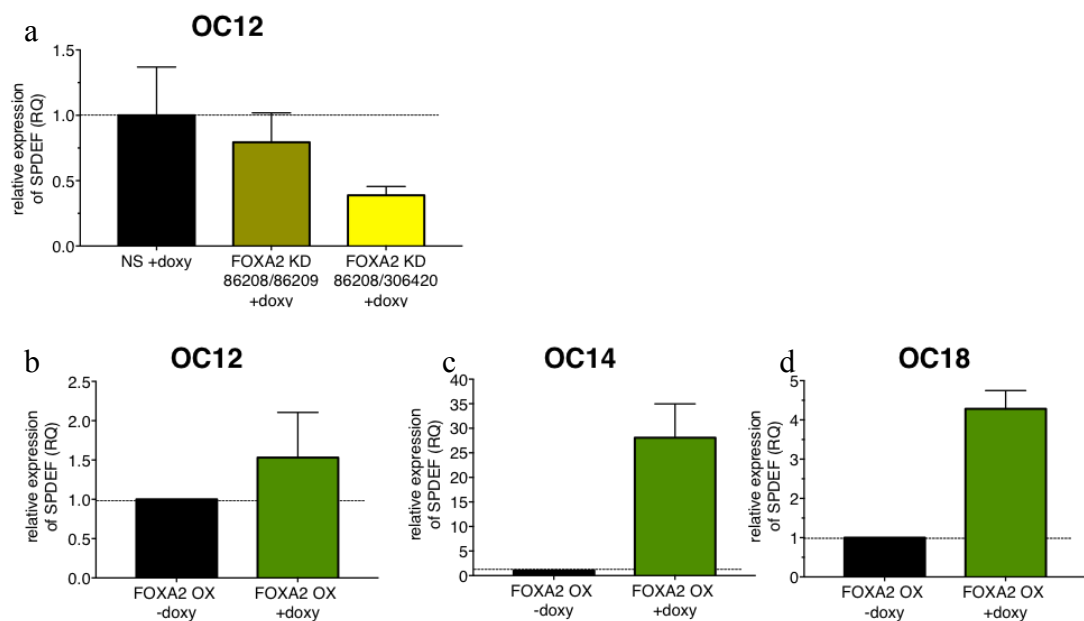 a
OC12
relative expression
of SPDEF (RQ)
1.5
1.0
0.5
0.0
NS +doxy
FOXA2 KD
86208/86209
+doxy
FOXA2 KD
86208/306420
+doxy
b
OC12
relative expression
of SPDEF (RQ)
2.5
2.0
1.5
1.0
0.5
0.0
FOXA2 OX
-doxy
FOXA2 OX
+doxy
c
OC14
relative expression
of SPDEF (RQ)
40
35
30
25
20
15
10
5
0
FOXA2 OX
-doxy
FOXA2 OX
+doxy
d
OC18
relative expression
of SPDEF (RQ)
5
4
3
2
1
0
FOXA2 OX
-doxy
FOXA2 OX
+doxy